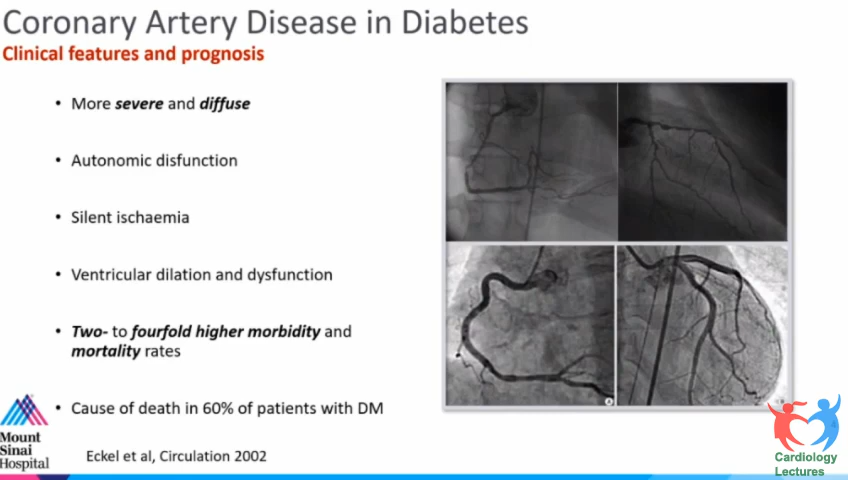 Coronary Artery Disease in Diabetes
Clinical features and prognosis
• More severe and diffuse
• Autonomic disfunction
• Silent ischaemia
• Ventricular dilation and dysfunction
• Two- to fourfold higher morbidity and
mortality rates
• Cause of death in 60% of patients with DM
Eckel et al, Circulation 2002
Mount
Sinai
Hospital
Cardiology
Lectures